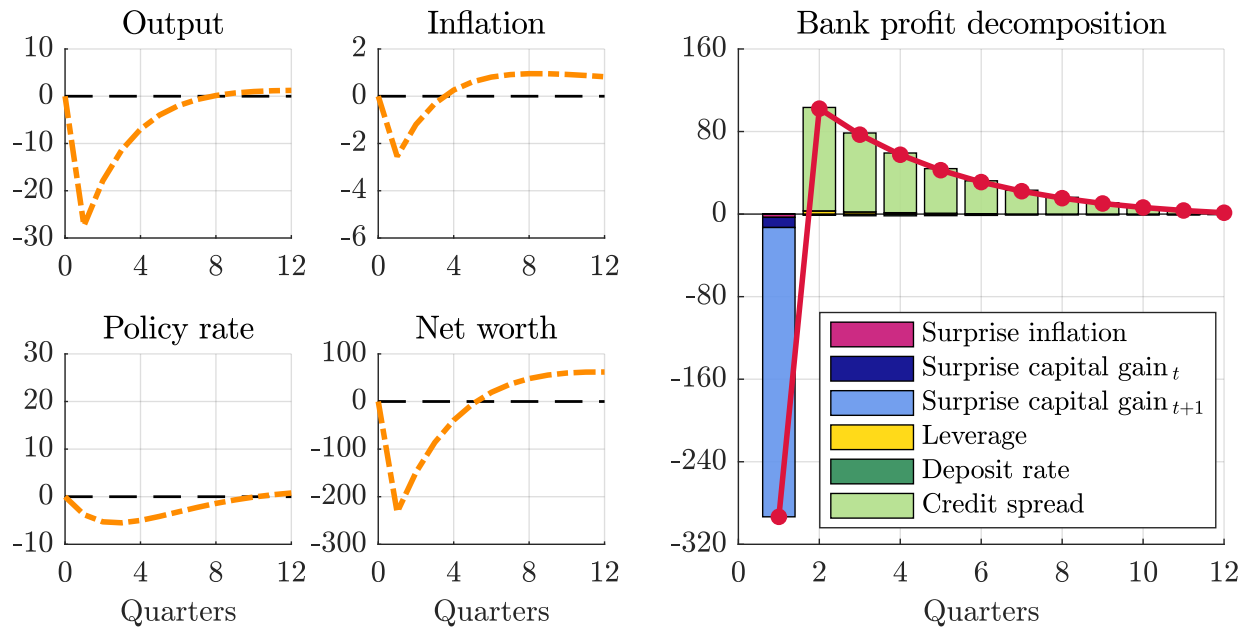 Output
10
0
-10
-20
-30
0 4 8 12
Inflation
2
0
-2
-4
-6
0 4 8 12
Policy rate
30
20
10
0
-10
0 4 8 12
Quarters
Net worth
100
0
-100
-200
-300
0 4 8 12
Quarters
Bank profit decomposition
160
80
0
-80
-160
-240
-320
0 2 4 6 8 10 12
Quarters
Surprise inflation
Surprise capital gain t
Surprise capital gain t+1
Leverage
Deposit rate
Credit spread